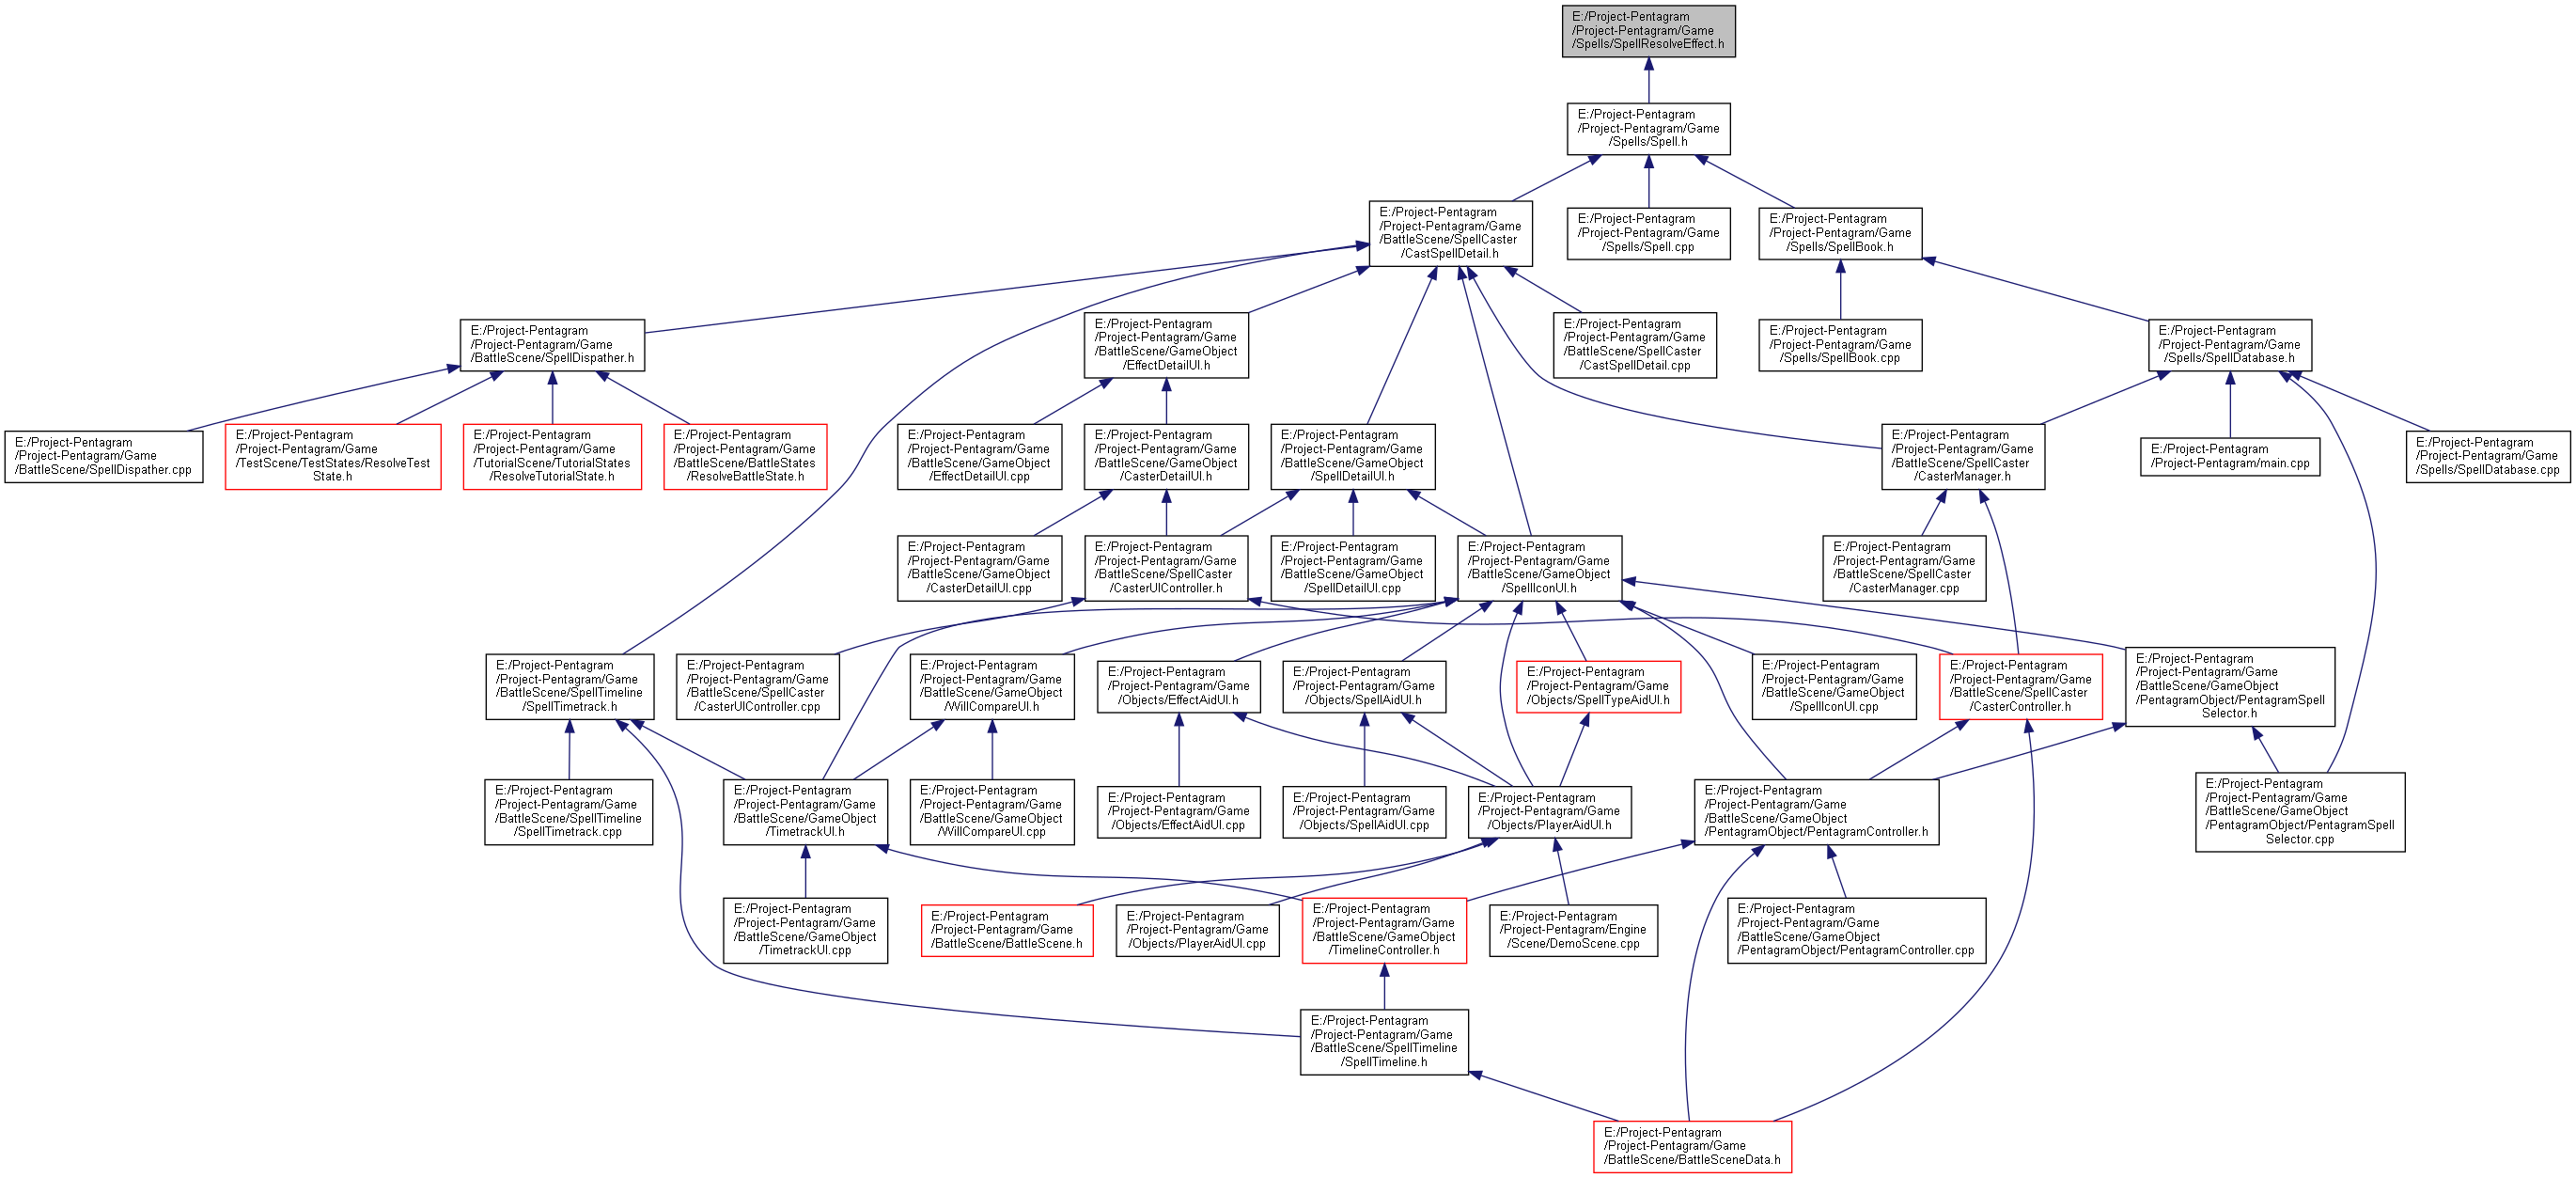 E:/Project-Pentagram
/Project-Pentagram/Game
/Spells/SpellResolveEffect.h
E:/Project-Pentagram
/Project-Pentagram/Game
/Spells/Spell.h
E:/Project-Pentagram
/Project-Pentagram/Game
/BattleScene/SpellCaster
/CastSpellDetail.h
E:/Project-Pentagram
/Project-Pentagram/Game
/Spells/Spell.cpp
E:/Project-Pentagram
/Project-Pentagram/Game
/Spells/SpellBook.h
E:/Project-Pentagram
/Project-Pentagram/Game
/BattleScene/SpellDispather.h
E:/Project-Pentagram
/Project-Pentagram/Game
/BattleScene/GameObject
/EffectDetailUI.h
E:/Project-Pentagram
/Project-Pentagram/Game
/BattleScene/SpellCaster
/CastSpellDetail.cpp
E:/Project-Pentagram
/Project-Pentagram/Game
/Spells/SpellBook.cpp
E:/Project-Pentagram
/Project-Pentagram/Game
/Spells/SpellDatabase.h
E:/Project-Pentagram
/Project-Pentagram/Game
/BattleScene/SpellDispather.cpp
E:/Project-Pentagram
/Project-Pentagram/Game
/TestScene/TestStates/ResolveTest
State.h
E:/Project-Pentagram
/Project-Pentagram/Game
/TutorialScene/TutorialStates
/ResolveTutorialState.h
E:/Project-Pentagram
/Project-Pentagram/Game
/BattleScene/BattleStates
/ResolveBattleState.h
E:/Project-Pentagram
/Project-Pentagram/Game
/BattleScene/GameObject
/EffectDetailUI.cpp
E:/Project-Pentagram
/Project-Pentagram/Game
/BattleScene/GameObject
/CasterDetailUI.h
E:/Project-Pentagram
/Project-Pentagram/Game
/BattleScene/GameObject
/SpellDetailUI.h
E:/Project-Pentagram
/Project-Pentagram/Game
/BattleScene/SpellCaster
/CasterManager.h
E:/Project-Pentagram
/Project-Pentagram/main.cpp
E:/Project-Pentagram
/Project-Pentagram/Game
/Spells/SpellDatabase.cpp
E:/Project-Pentagram
/Project-Pentagram/Game
/BattleScene/GameObject
/CasterDetailUI.cpp
E:/Project-Pentagram
/Project-Pentagram/Game
/BattleScene/SpellCaster
/CasterUIController.h
E:/Project-Pentagram
/Project-Pentagram/Game
/BattleScene/GameObject
/SpellDetailUI.cpp
E:/Project-Pentagram
/Project-Pentagram/Game
/BattleScene/GameObject
/SpellIconUI.h
E:/Project-Pentagram
/Project-Pentagram/Game
/BattleScene/SpellCaster
/CasterManager.cpp
E:/Project-Pentagram
/Project-Pentagram/Game
/BattleScene/SpellTimeline
/SpellTimetrack.h
E:/Project-Pentagram
/Project-Pentagram/Game
/BattleScene/SpellCaster
/CasterUIController.cpp
E:/Project-Pentagram
/Project-Pentagram/Game
/BattleScene/GameObject
/WillCompareUI.h
E:/Project-Pentagram
/Project-Pentagram/Game
/Objects/EffectAidUI.h
E:/Project-Pentagram
/Project-Pentagram/Game
/Objects/SpellAidUI.h
E:/Project-Pentagram
/Project-Pentagram/Game
/Objects/SpellTypeAidUI.h
E:/Project-Pentagram
/Project-Pentagram/Game
/BattleScene/GameObject
/SpellIconUI.cpp
E:/Project-Pentagram
/Project-Pentagram/Game
/BattleScene/SpellCaster
/CasterController.h
E:/Project-Pentagram
/Project-Pentagram/Game
/BattleScene/GameObject
/PentagramObject/PentagramSpell
Selector.h
E:/Project-Pentagram
/Project-Pentagram/Game
/BattleScene/SpellTimeline
/SpellTimetrack.cpp
E:/Project-Pentagram
/Project-Pentagram/Game
/BattleScene/GameObject
/TimetrackUI.h
E:/Project-Pentagram
/Project-Pentagram/Game
/BattleScene/GameObject
/WillCompareUI.cpp
E:/Project-Pentagram
/Project-Pentagram/Game
/Objects/EffectAidUI.cpp
E:/Project-Pentagram
/Project-Pentagram/Game
/Objects/SpellAidUI.cpp
E:/Project-Pentagram
/Project-Pentagram/Game
/Objects/PlayerAidUI.h
E:/Project-Pentagram
/Project-Pentagram/Game
/BattleScene/GameObject
/PentagramObject/PentagramController.h
E:/Project-Pentagram
/Project-Pentagram/Game
/BattleScene/GameObject
/PentagramObject/PentagramSpell
Selector.cpp
E:/Project-Pentagram
/Project-Pentagram/Game
/BattleScene/GameObject
/TimetrackUI.cpp
E:/Project-Pentagram
/Project-Pentagram/Game
/BattleScene/BattleScene.h
E:/Project-Pentagram
/Project-Pentagram/Game
/Objects/PlayerAidUI.cpp
E:/Project-Pentagram
/Project-Pentagram/Game
/BattleScene/GameObject
/TimelineController.h
E:/Project-Pentagram
/Project-Pentagram/Engine
/Scene/DemoScene.cpp
E:/Project-Pentagram
/Project-Pentagram/Game
/BattleScene/GameObject
/PentagramObject/PentagramController.cpp
E:/Project-Pentagram
/Project-Pentagram/Game
/BattleScene/SpellTimeline
/SpellTimeline.h
E:/Project-Pentagram
/Project-Pentagram/Game
/BattleScene/BattleSceneData.h